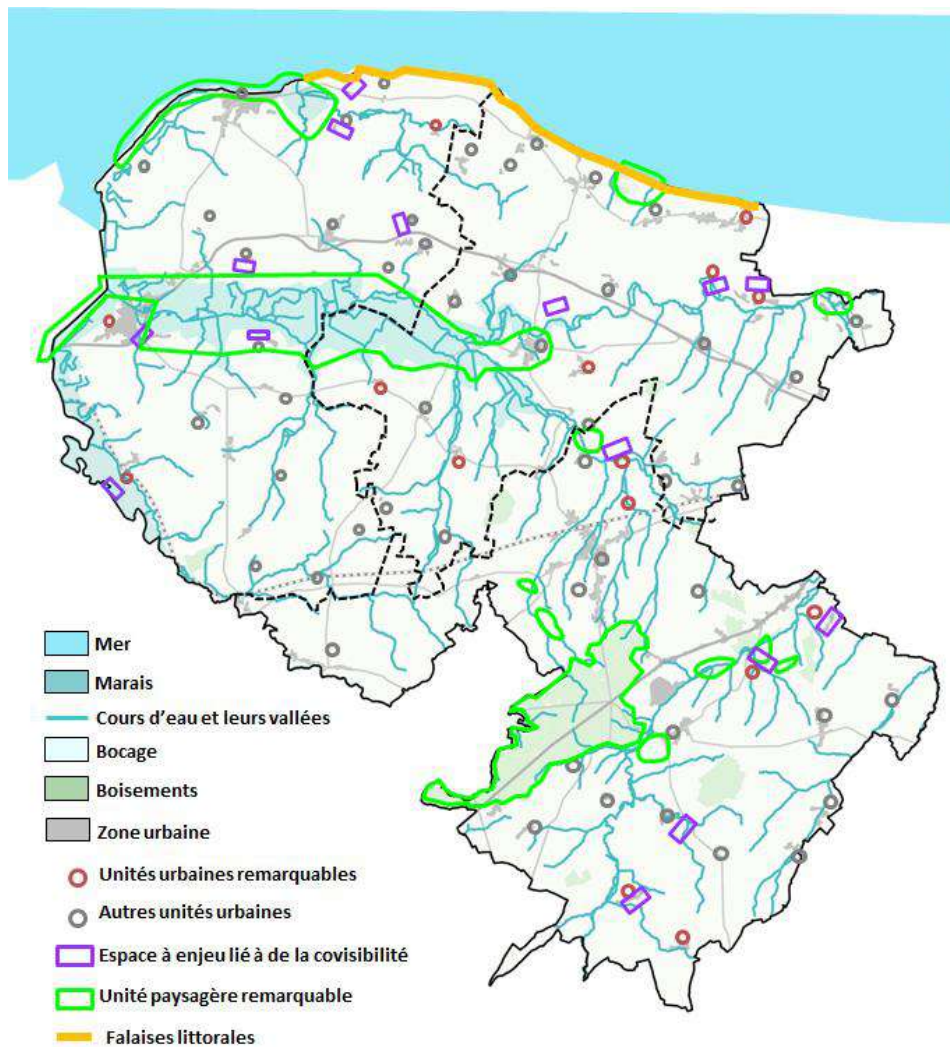 Mer
Marais
Cours d'eau et leurs vallées
Bocage
Boisements
Zone urbaine
Unités urbaines remarquables
Autres unités urbaines
Espace à enjeu lié à de la covisibilité
Unité paysagère remarquable
Falaises littorales